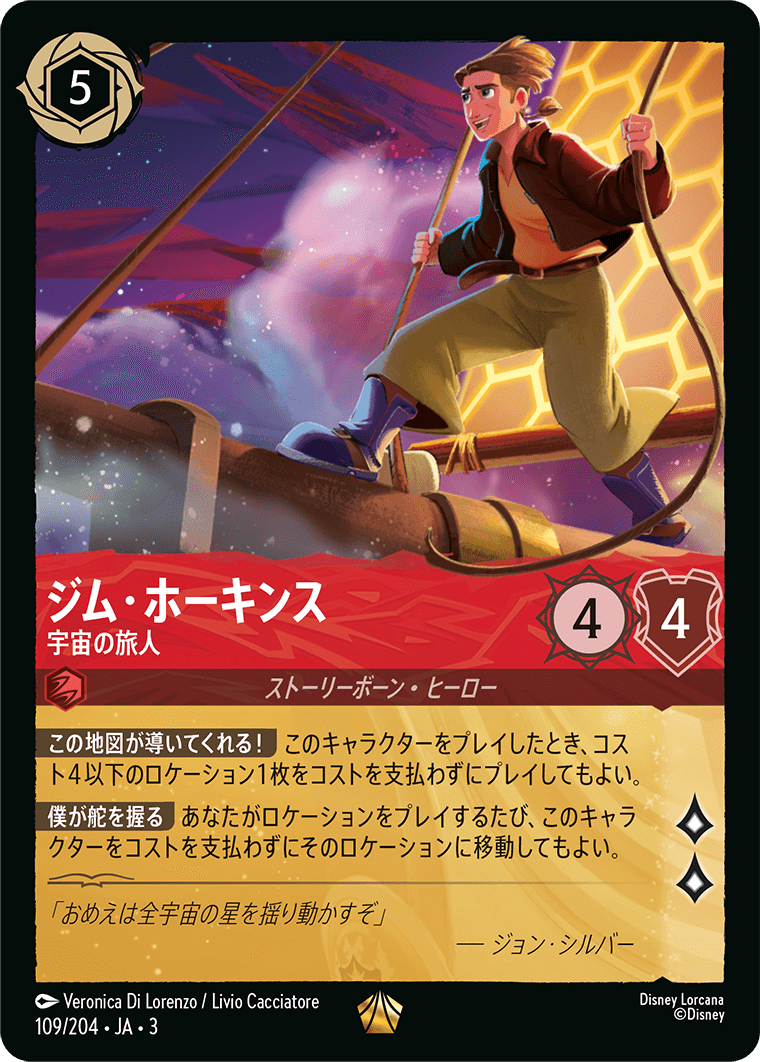 5
ジム・ホーキンス
宇宙の旅人
4
4
ストーリーボーン・ヒーロー
この地図が導いてくれる! このキャラクターをプレイしたとき、コス
ト4以下のロケーション1枚をコストを支払わずにプレイしてもよい。
僕が舵を握る あなたがロケーションをプレイするたび、このキャラ
クターをコストを支払わずにそのロケーションに移動してもよい。
「おめえは全宇宙の星を揺り動かすぞ」
— ジョン・シルバー
Veronica Di Lorenzo / Livio Cacciatore
109/204・JA・3
Disney Lorcana
©Disney